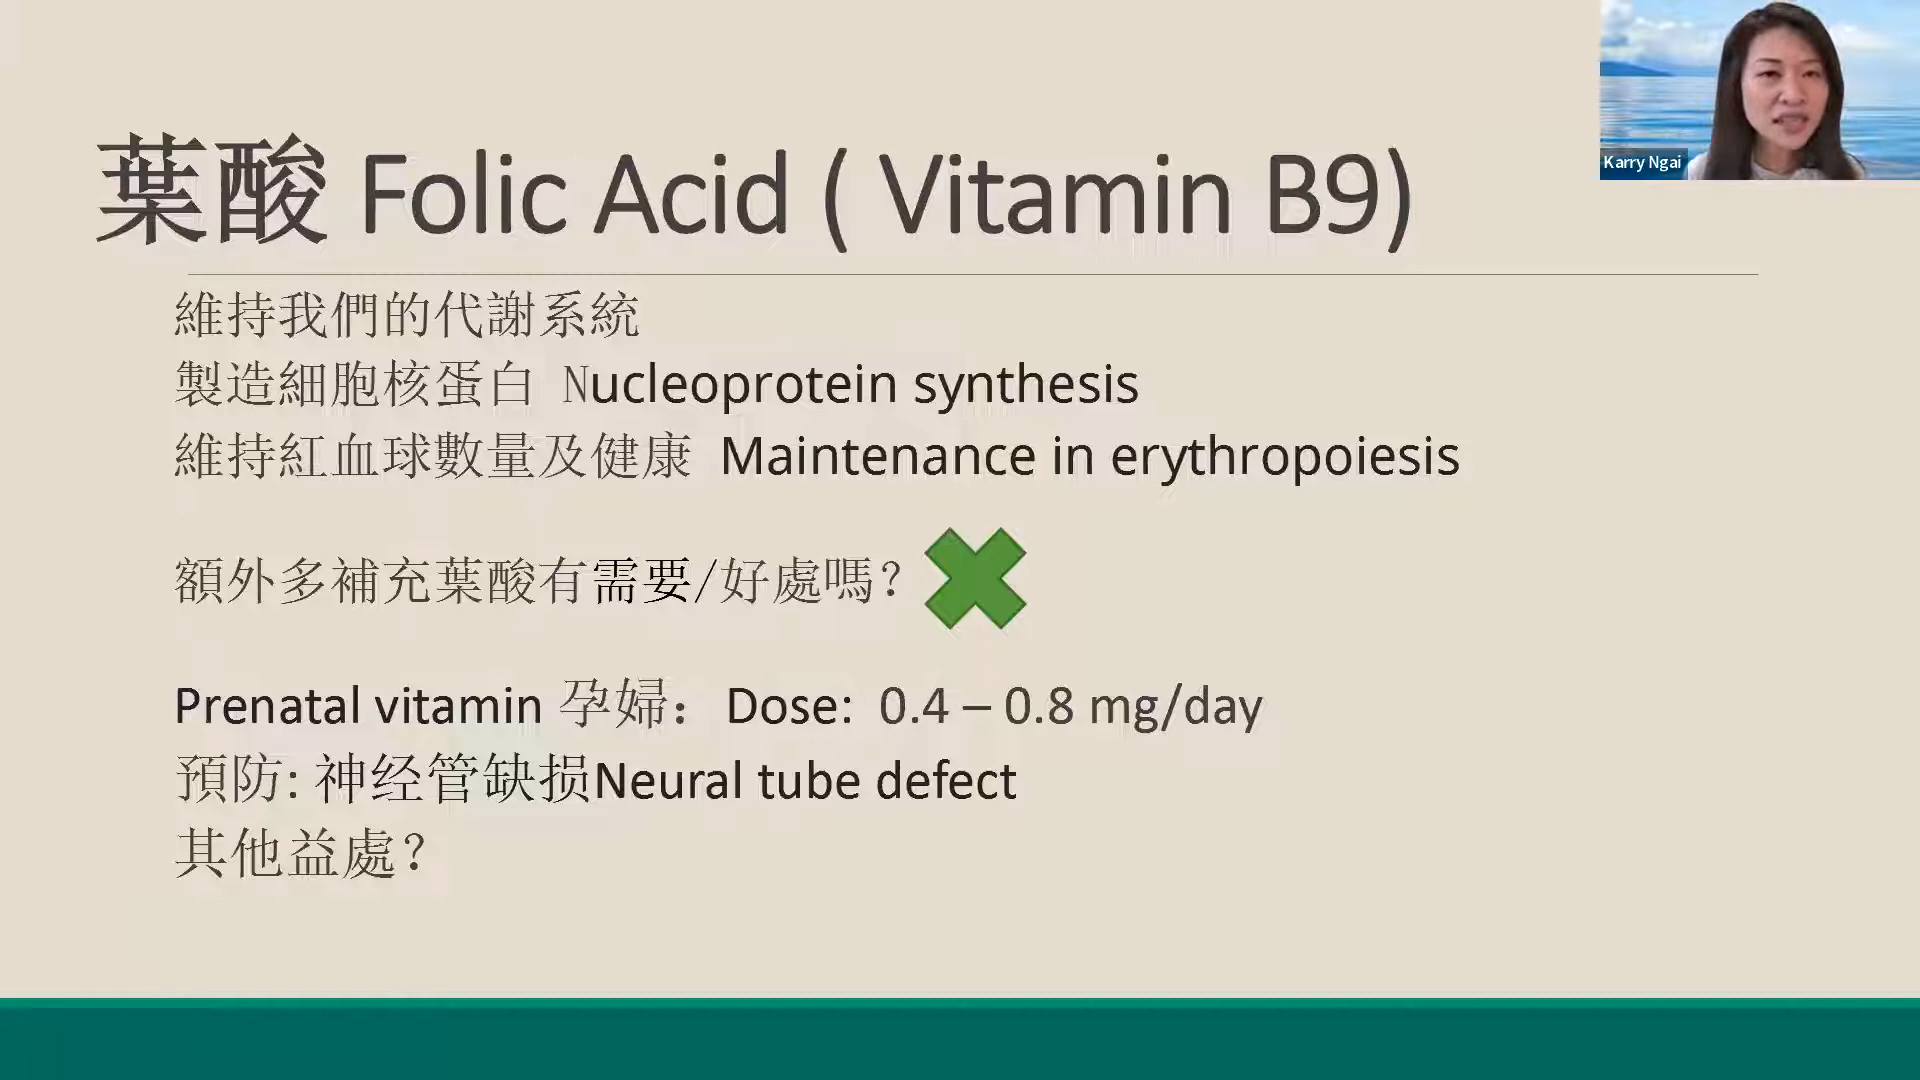 葉酸 Folic Acid ( Vitamin B9)
Karry Ngai
維持我們的代謝系統
製造細胞核蛋白 Nucleoprotein synthesis
維持紅血球數量及健康 Maintenance in erythropoiesis
額外多補充葉酸有需要/好處嗎?
Prenatal vitamin 孕婦： Dose: 0.4 – 0.8 mg/day
預防: 神经管缺损Neural tube defect
其他益處?